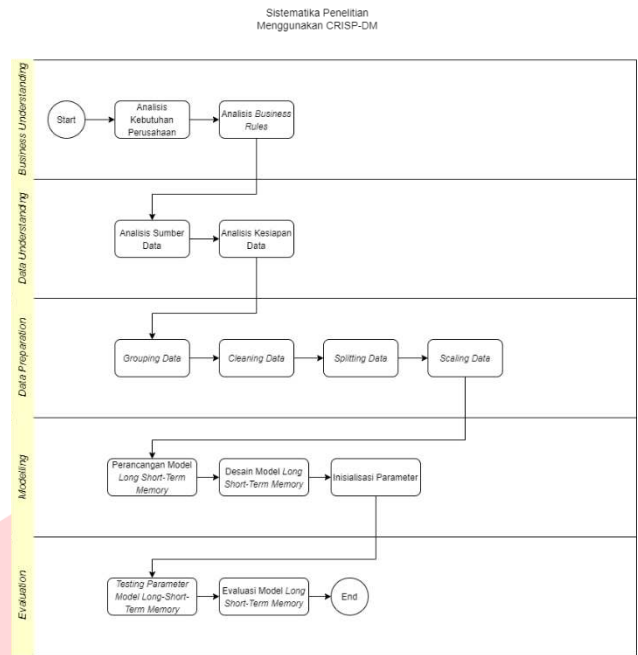 Sistematika Penelitian
Menggunakan CRISP-DM
Business Understanding
Start
Analisis
Kebutuhan
Perusahaan
Analisis Business
Rules
Data Understanding
Analisis Sumber
Data
Analisis Kesiapan
Data
Data Preparation
Grouping Data
Cleaning Data
Splitting Data
Scaling Data
Modelling
Perancangan Model
Long Short-Term
Memory
Desain Model Long
Short-Term Memory
Inisialisasi Parameter
Evaluation
Testing Parameter
Model Long-Short-
Term Memory
Evaluasi Model Long
Short-Term Memory
End